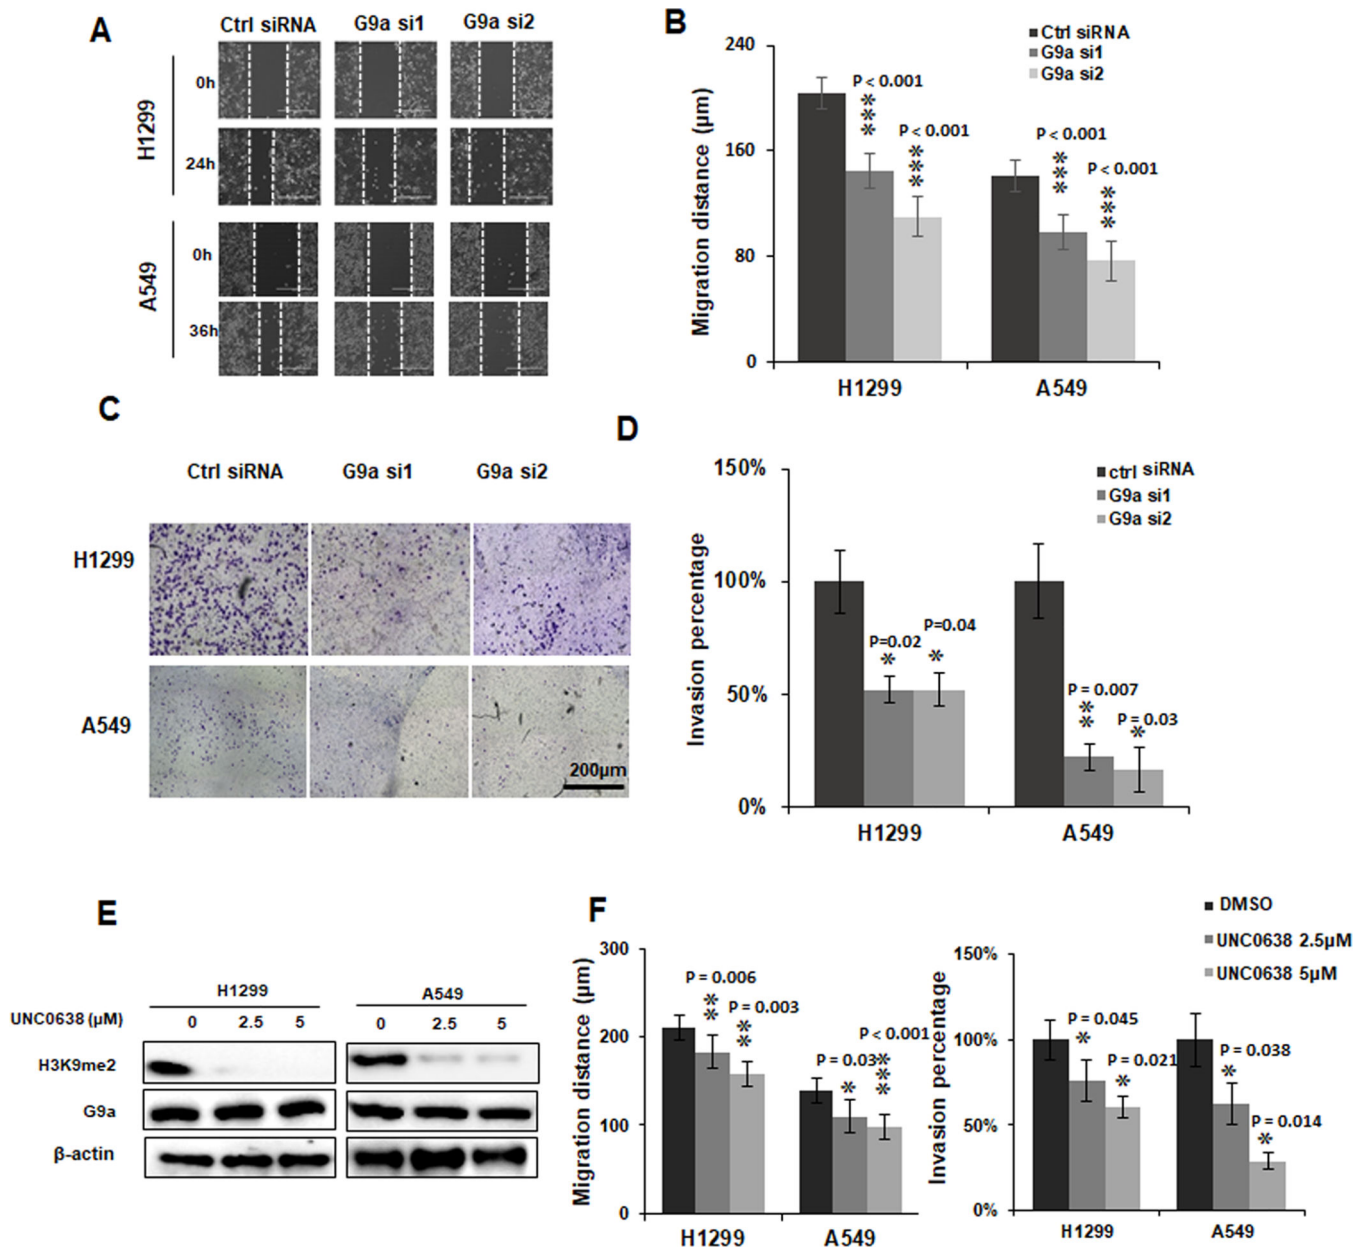 A
Ctrl siRNA G9a si1 G9a si2
H1299
0h
24h
A549
0h
36h
B
Ctrl siRNA
G9a si1
G9a si2
Migration distance (µm)
240
160
80
0
P < 0.001
***
P < 0.001
***
P < 0.001
***
P < 0.001
***
H1299 A549
C
Ctrl siRNA G9a si1 G9a si2
H1299
A549
200µm
D
ctrl siRNA
G9a si1
G9a si2
Invasion percentage
150%
100%
50%
0%
P=0.02
*
P=0.04
*
P = 0.007
**
P = 0.03
*
H1299 A549
E
H1299 A549
UNC0638 (µM) 0 2.5 5 0 2.5 5
H3K9me2
G9a
β-actin
F
Migration distance (µm)
300
200
100
0
P = 0.006
**
P = 0.003
**
P = 0.03
*
P < 0.001
***
H1299 A549
DMSO
UNC0638 2.5µM
UNC0638 5µM
Invasion percentage
150%
100%
50%
0%
P = 0.045
*
P = 0.021
*
P = 0.038
*
P = 0.014
*
H1299 A549